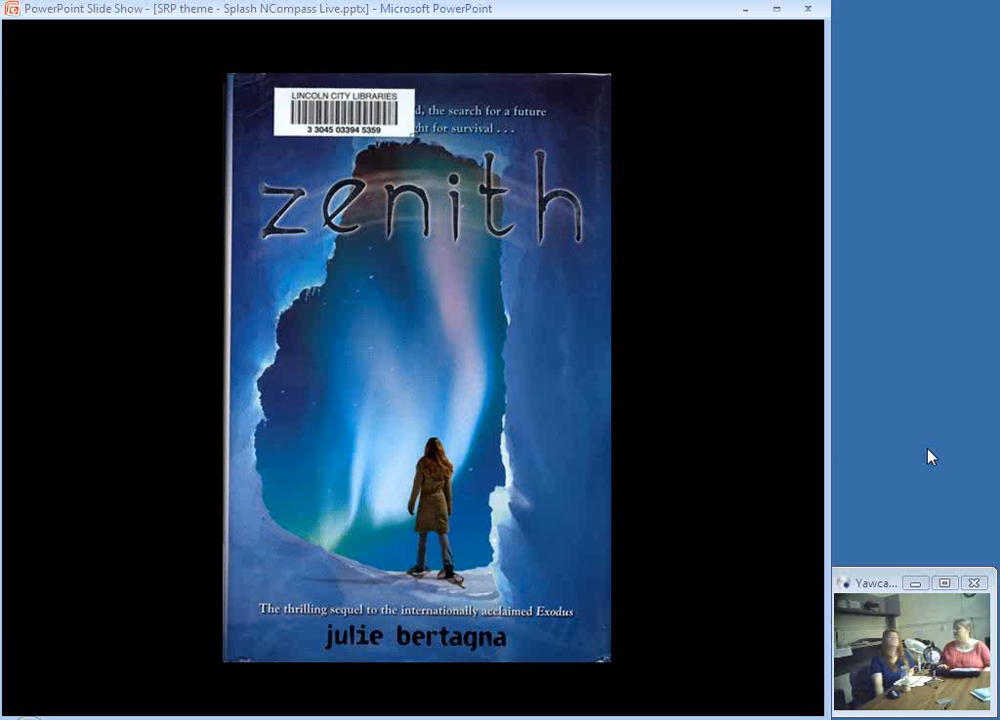 PowerPoint Slide Show - [SRP theme - Splash NCompass Live.pptx] - Microsoft PowerPoint
LINCOLN CITY LIBRARIES
3 3045 03394 5359
d, the search for a future
ght for survival . . .
zenith
The thrilling sequel to the internationally acclaimed Exodus
julie bertagna
Yawca...